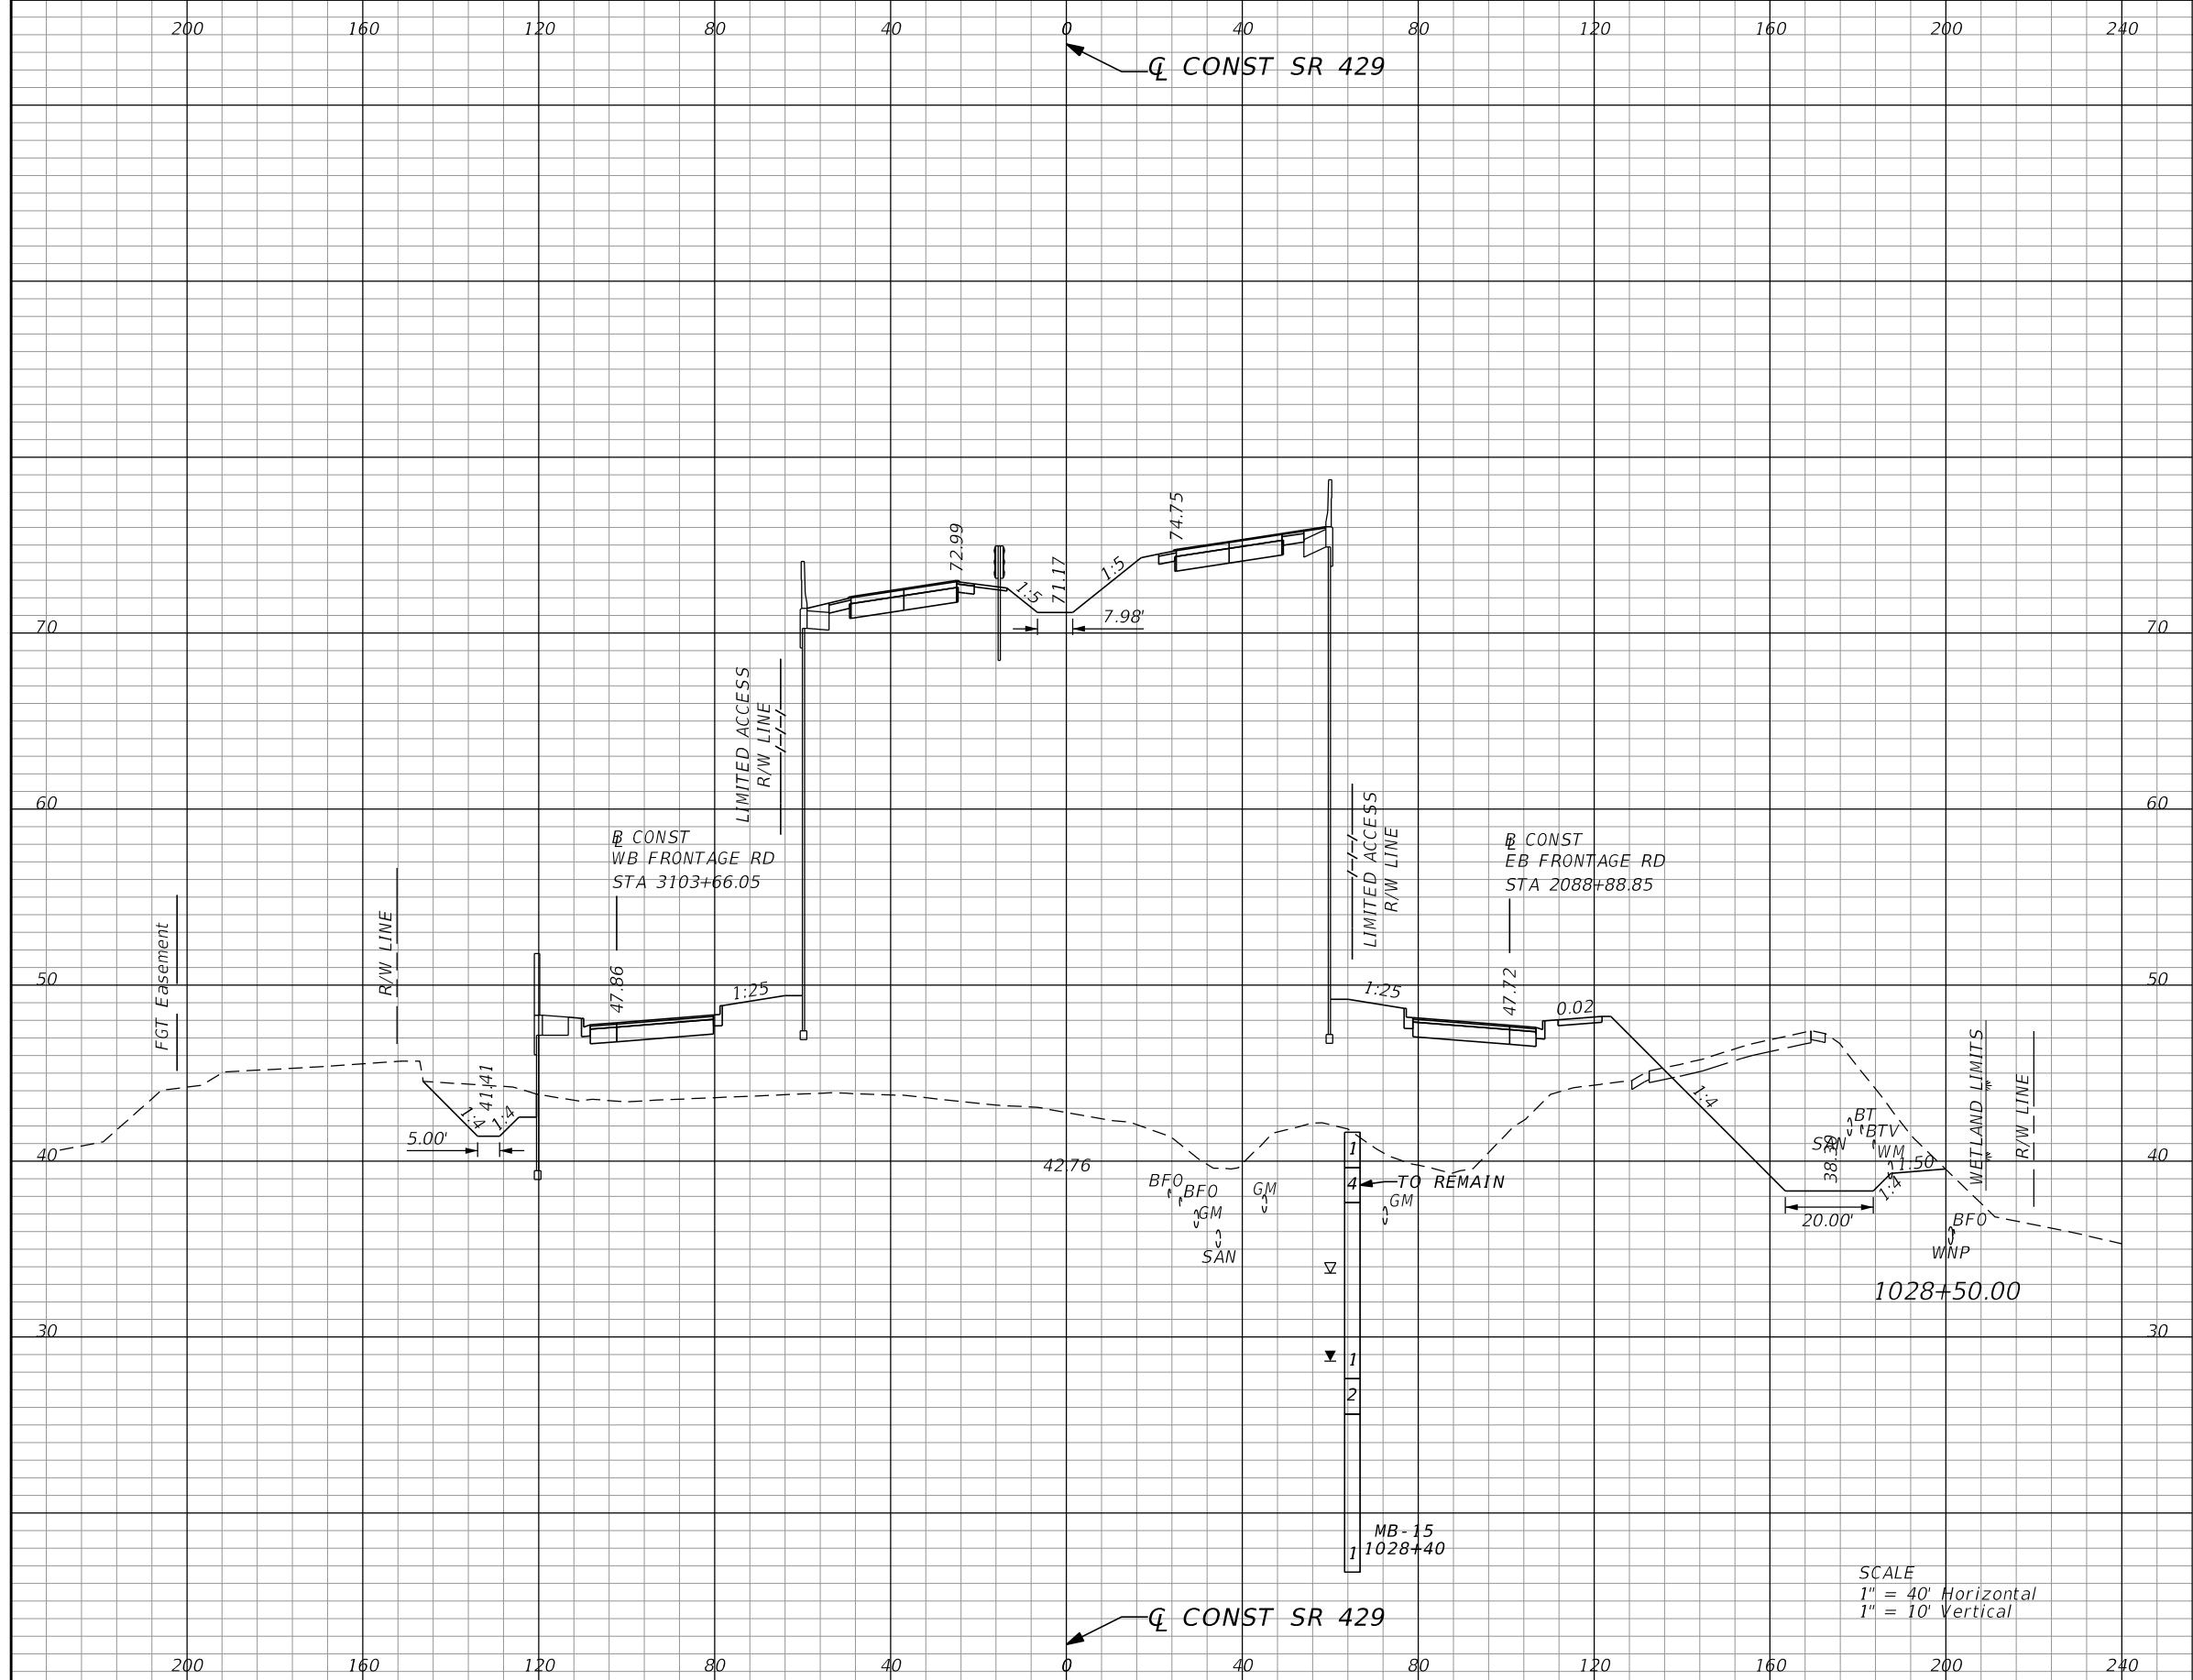 200 160 120 80 40 0 40 80 120 160 200 240
℄ CONST SR 429
74.75
72.99
71.17
1:5
1:5
7.98'
70 70
LIMITED ACCESS
R/W LINE
60 60
LIMITED ACCESS
R/W LINE
BL CONST
WB FRONTAGE RD
STA 3103+66.05
BL CONST
EB FRONTAGE RD
STA 2088+88.85
R/W LINE
FGT Easement
50 50
47.86
1:25
1:25
47.72
0.02
WETLAND LIMITS
R/W LINE
41.41
1:4
1:4
5.00'
1:4
BT
BTV
SAN
WM
38.30
1:50
1:4
40 40
42.76
1
4
TO REMAIN
BFO
BFO
GM
GM
GM
SAN
20.00'
BFO
WNP
1028+50.00
30 30
1
2
MB-15
1028+40
1
SCALE
1" = 40' Horizontal
1" = 10' Vertical
℄ CONST SR 429
200 160 120 80 40 0 40 80 120 160 200 240